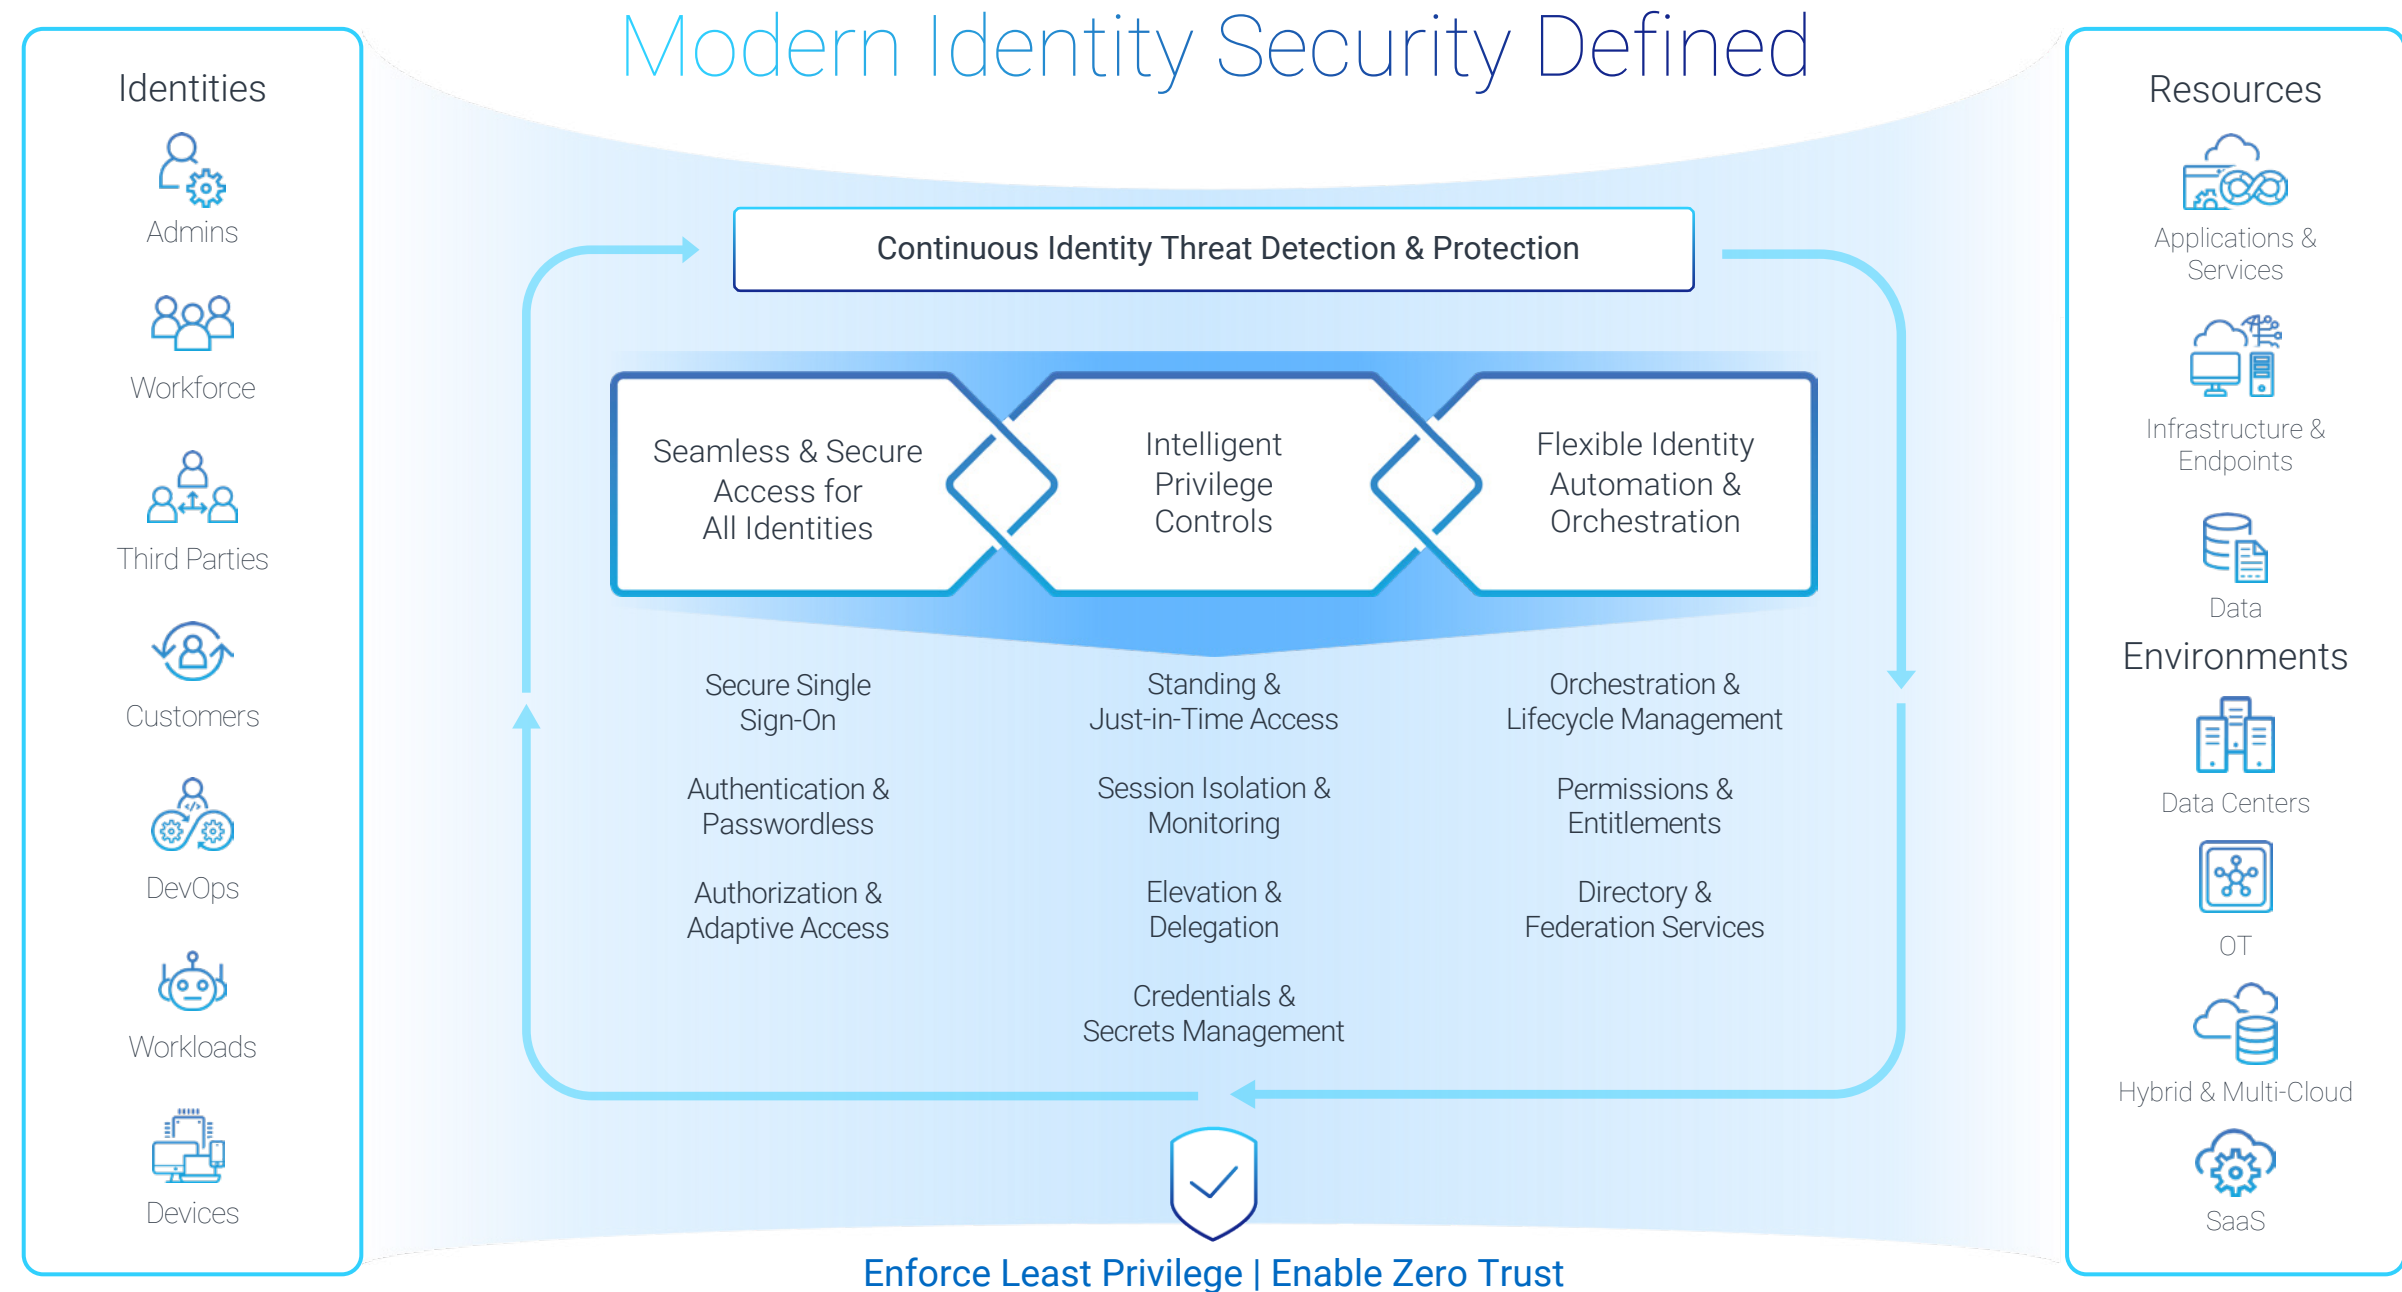 Modern Identity Security Defined
Identities
Admins
Workforce
Third Parties
Customers
DevOps
Workloads
Devices
Continuous Identity Threat Detection & Protection
Seamless & Secure
Access for
All Identities
Intelligent
Privilege
Controls
Flexible Identity
Automation &
Orchestration
Secure Single
Sign-On
Authentication &
Passwordless
Authorization &
Adaptive Access
Standing &
Just-in-Time Access
Session Isolation &
Monitoring
Elevation &
Delegation
Credentials &
Secrets Management
Orchestration &
Lifecycle Management
Permissions &
Entitlements
Directory &
Federation Services
Enforce Least Privilege | Enable Zero Trust
Resources
Applications &
Services
Infrastructure &
Endpoints
Data
Environments
Data Centers
OT
Hybrid & Multi-Cloud
SaaS